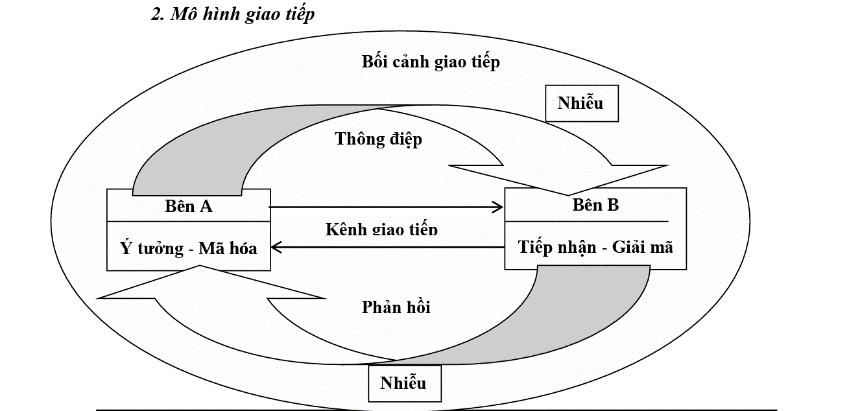 2. Mô hình giao tiếp
Bối cảnh giao tiếp
Nhiễu
Thông điệp
Bên A
Bên B
Kênh giao tiếp
Ý tưởng - Mã hóa
Tiếp nhận - Giải mã
Phản hồi
Nhiễu